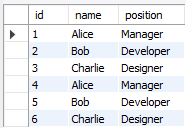 id name position
1 Alice Manager
2 Bob Developer
3 Charlie Designer
4 Alice Manager
5 Bob Developer
6 Charlie Designer